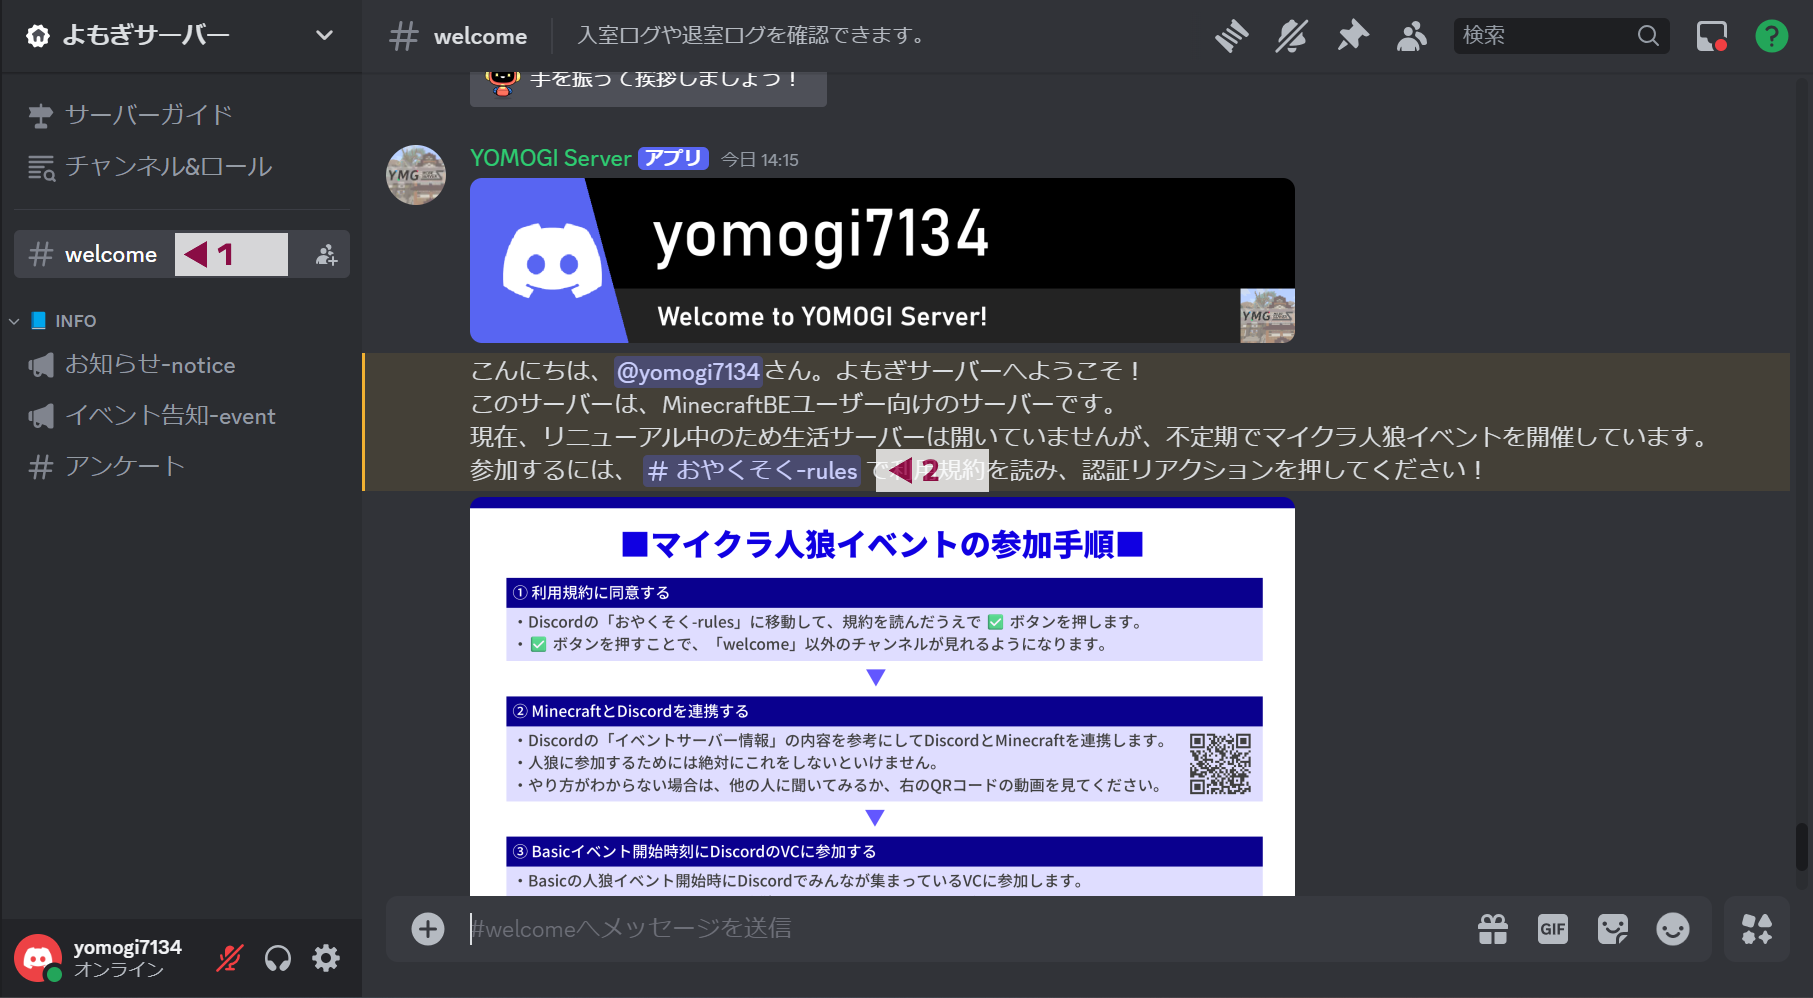 よもぎサーバー
# welcome
入室ログや退室ログを確認できます。
検索
サーバーガイド
チャンネル&ロール
# welcome
1
INFO
お知らせ-notice
イベント告知-event
# アンケート
手を振って挨拶しましょう！
YOMOGI Server アプリ 今日 14:15
YMG
yomogi7134
Welcome to YOMOGI Server!
YMG
こんにちは、@yomogi7134さん。よもぎサーバーへようこそ！
このサーバーは、MinecraftBEユーザー向けのサーバーです。
現在、リニューアル中のため生活サーバーは開いていませんが、不定期でマイクラ人狼イベントを開催しています。
参加するには、 # おやくそく-rules で利用規約を読み、認証リアクションを押してください！
2
■マイクラ人狼イベントの参加手順■
① 利用規約に同意する
・Discordの「おやくそく-rules」に移動して、規約を読んだうえで ✅ ボタンを押します。
・✅ ボタンを押すことで、「welcome」以外のチャンネルが見れるようになります。
② MinecraftとDiscordを連携する
・Discordの「イベントサーバー情報」の内容を参考にしてDiscordとMinecraftを連携します。
・人狼に参加するためには絶対にこれをしないといけません。
・やり方がわからない場合は、他の人に聞いてみるか、右のQRコードの動画を見てください。
③ Basicイベント開始時刻にDiscordのVCに参加する
・Basicの人狼イベント開始時にDiscordでみんなが集まっているVCに参加します。
#welcomeへメッセージを送信
GIF
yomogi7134
オンライン